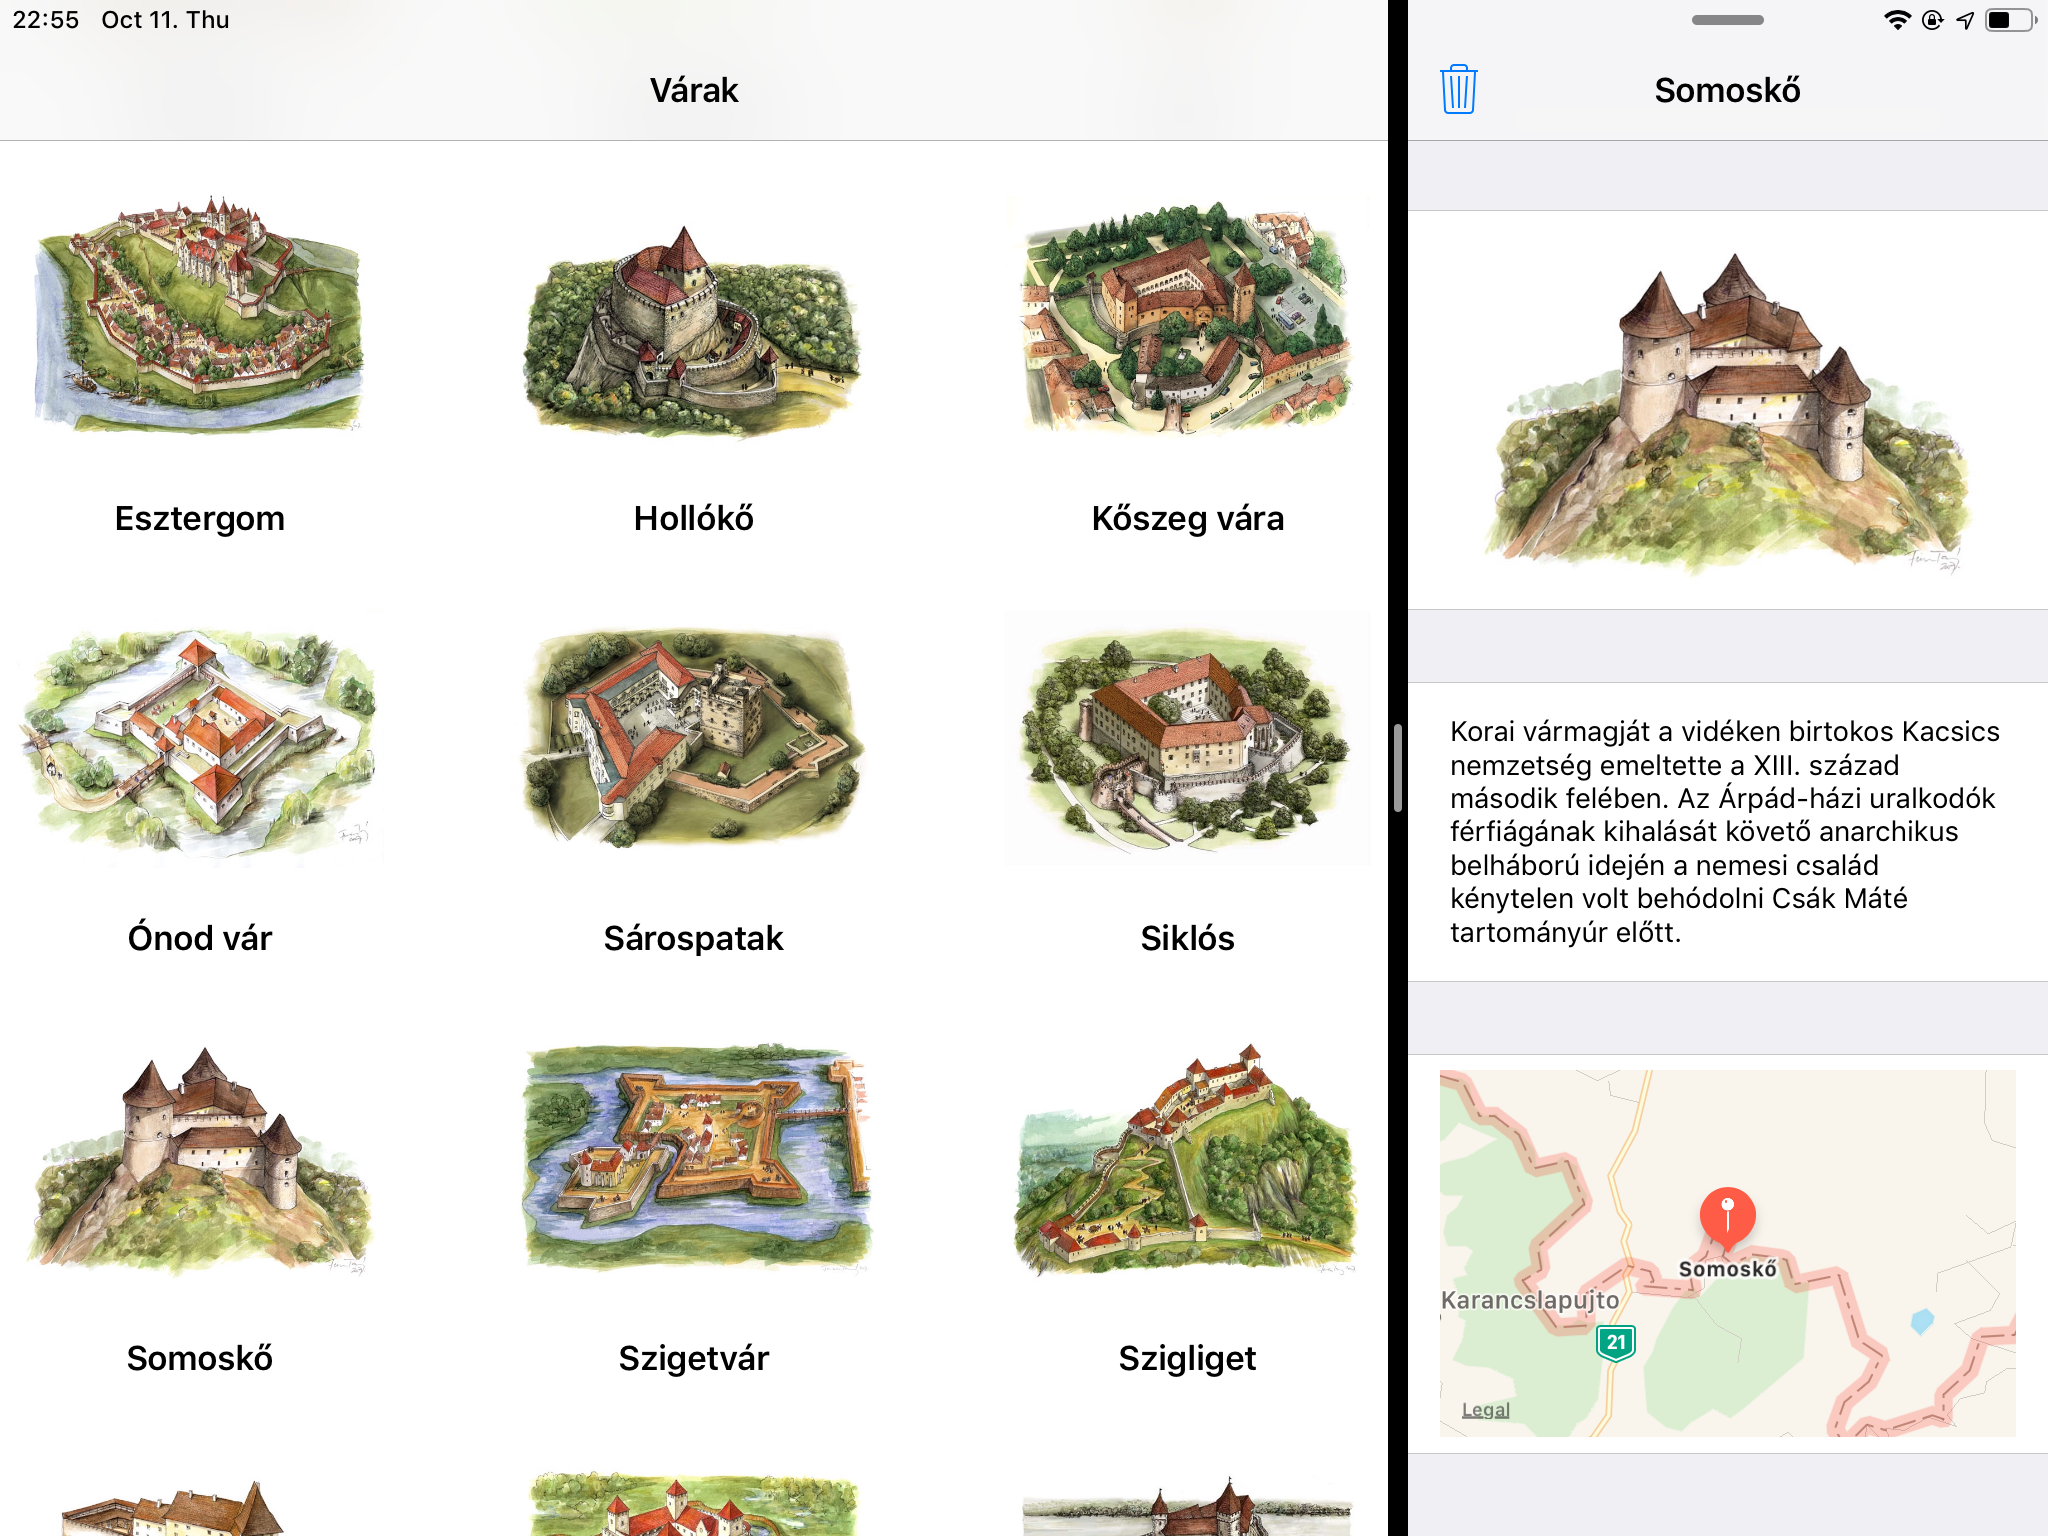 22:55 Oct 11. Thu
Várak
Esztergom
Hollókő
Kőszeg vára
Ónod vár
Sárospatak
Siklós
Somoskő
Szigetvár
Szigliget
Somoskő
Korai vármagját a vidéken birtokos Kacsics
nemzetség emeltette a XIII. század
második felében. Az Árpád-házi uralkodók
férfiágának kihalását követő anarchikus
belháború idején a nemesi család
kénytelen volt behódolni Csák Máté
tartományúr előtt.
Somoskő
Karancslapujto
21
Legal